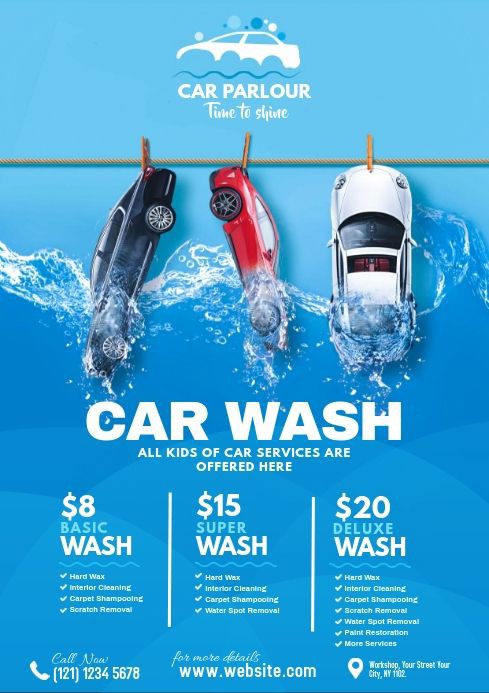 CAR PARLOUR
Time to shine
CAR WASH
ALL KIDS OF CAR SERVICES ARE
OFFERED HERE
$8
BASIC
WASH
Hard Wax
Interior Cleaning
Carpet Shampooing
Scratch Removal
$15
SUPER
WASH
Hard Wax
Interior Cleaning
Carpet Shampooing
Water Spot Removal
$20
DELUXE
WASH
Hard Wax
Interior Cleaning
Carpet Shampooing
Scratch Removal
Water Spot Removal
Paint Restoration
More Services
Call Now
(121) 1234 5678
for more details
www.website.com
Workshop, Your Street Your
City, NY 1102.